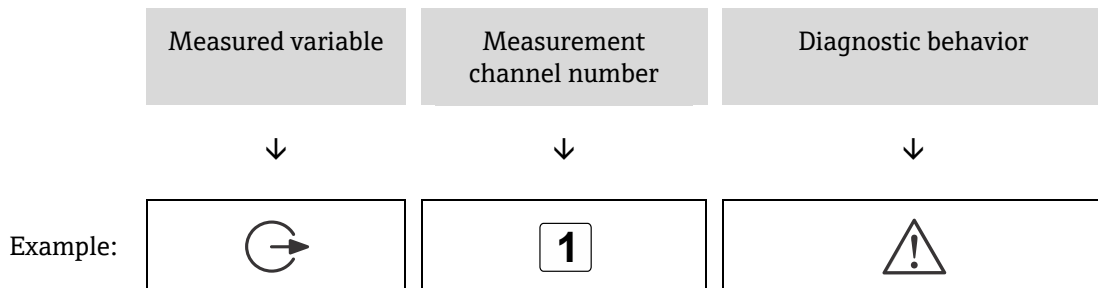 Measured variable
Measurement
channel number
Diagnostic behavior
Example:
1